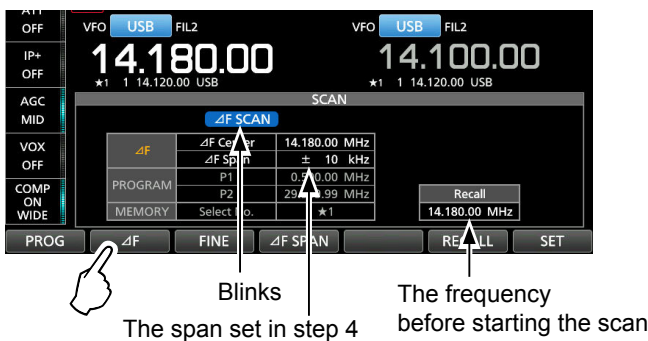 ATT
OFF
IP+
OFF
AGC
MID
VOX
OFF
COMP
ON
WIDE
VFO USB FIL2
14.180.00
★1 1 14.120.00 USB
VFO USB FIL2
14.100.00
★1 1 14.120.00 USB
SCAN
⊿F SCAN
⊿F ⊿F Center 14.180.00 MHz
⊿F Span ± 10 kHz
PROGRAM P1 MHz
P2 MHz
MEMORY Select No. ★1
Recall
14.180.00 MHz
PROG ⊿F FINE ⊿F SPAN RECALL SET
Blinks
The span set in step 4
The frequency
before starting the scan